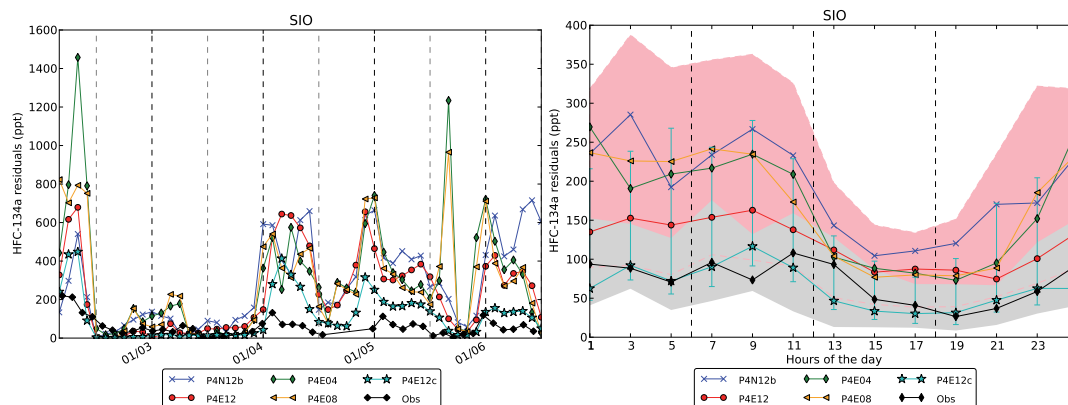 SIO
HFC-134a residuals (ppt)
1600
1400
1200
1000
800
600
400
200
0
01/03
01/04
01/05
01/06
P4N12b
P4E04
P4E12c
P4E12
P4E08
Obs
SIO
HFC-134a residuals (ppt)
400
350
300
250
200
150
100
50
0
1 3 5 7 9 11 13 15 17 19 21 23
Hours of the day
P4N12b
P4E04
P4E12c
P4E12
P4E08
Obs